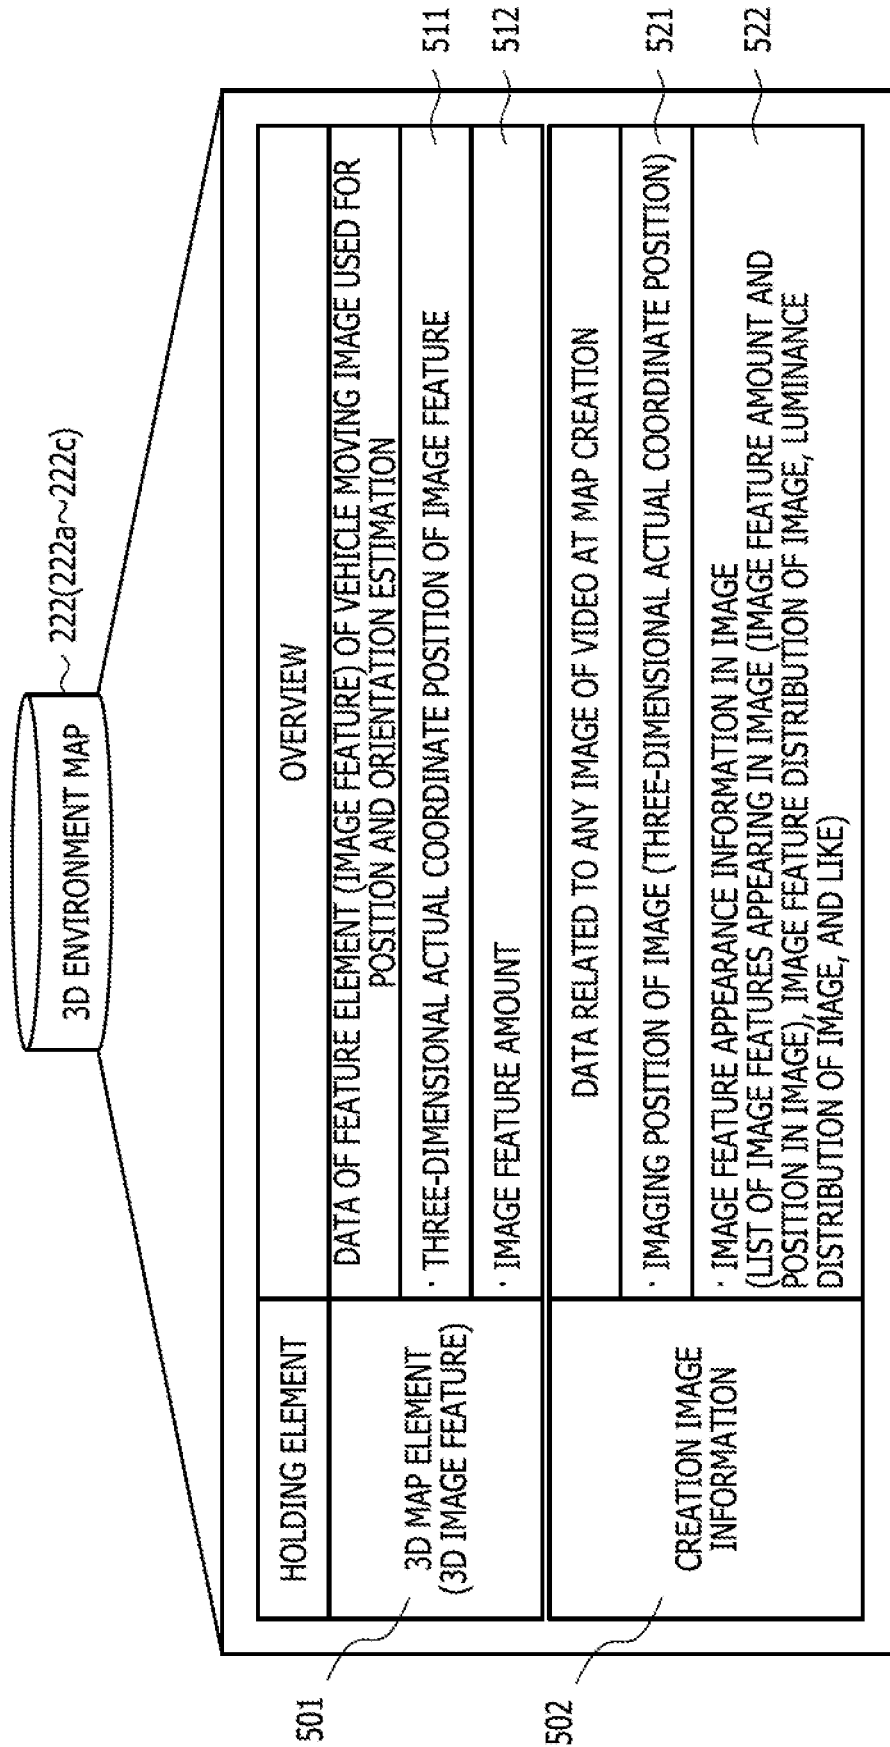 3D ENVIRONMENT MAP
222(222a~222c)
HOLDING ELEMENT
OVERVIEW
501
3D MAP ELEMENT
(3D IMAGE FEATURE)
DATA OF FEATURE ELEMENT (IMAGE FEATURE) OF VEHICLE MOVING IMAGE USED FOR
POSITION AND ORIENTATION ESTIMATION
· THREE-DIMENSIONAL ACTUAL COORDINATE POSITION OF IMAGE FEATURE
511
· IMAGE FEATURE AMOUNT
512
502
CREATION IMAGE
INFORMATION
DATA RELATED TO ANY IMAGE OF VIDEO AT MAP CREATION
· IMAGING POSITION OF IMAGE (THREE-DIMENSIONAL ACTUAL COORDINATE POSITION)
521
· IMAGE FEATURE APPEARANCE INFORMATION IN IMAGE
(LIST OF IMAGE FEATURES APPEARING IN IMAGE (IMAGE FEATURE AMOUNT AND
POSITION IN IMAGE), IMAGE FEATURE DISTRIBUTION OF IMAGE, LUMINANCE
DISTRIBUTION OF IMAGE, AND LIKE)
522